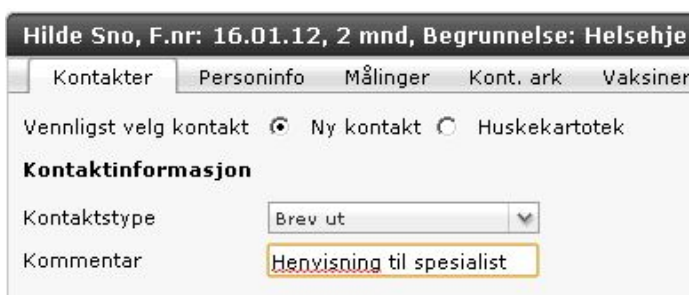 Hilde Sno, F.nr: 16.01.12, 2 mnd, Begrunnelse: Helsehje
Kontakter Personinfo Målinger Kont. ark Vaksiner
Vennligst velg kontakt Ny kontakt Huskekartotek
Kontaktinformasjon
Kontaktstype Brev ut
Kommentar Henvisning til spesialist